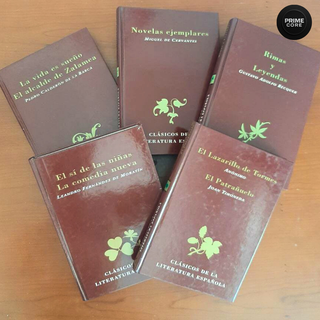 PRIME
CORE
La vida es sueño
El alcalde de Zalamea
Pedro Calderón de la Barca
Novelas ejemplares
Miguel de Cervantes
Rimas
y
Leyendas
Gustavo Adolfo Bécquer
El sí de las niñas
La comedia nueva
Leandro Fernández de Moratín
CLÁSICOS DE LA
LITERATURA ESPAÑOLA
El Lazarillo de Tormes
Anónimo
El Patrañuelo
Joan Timoneda
CLÁSICOS DE LA
LITERATURA ESPAÑOLA